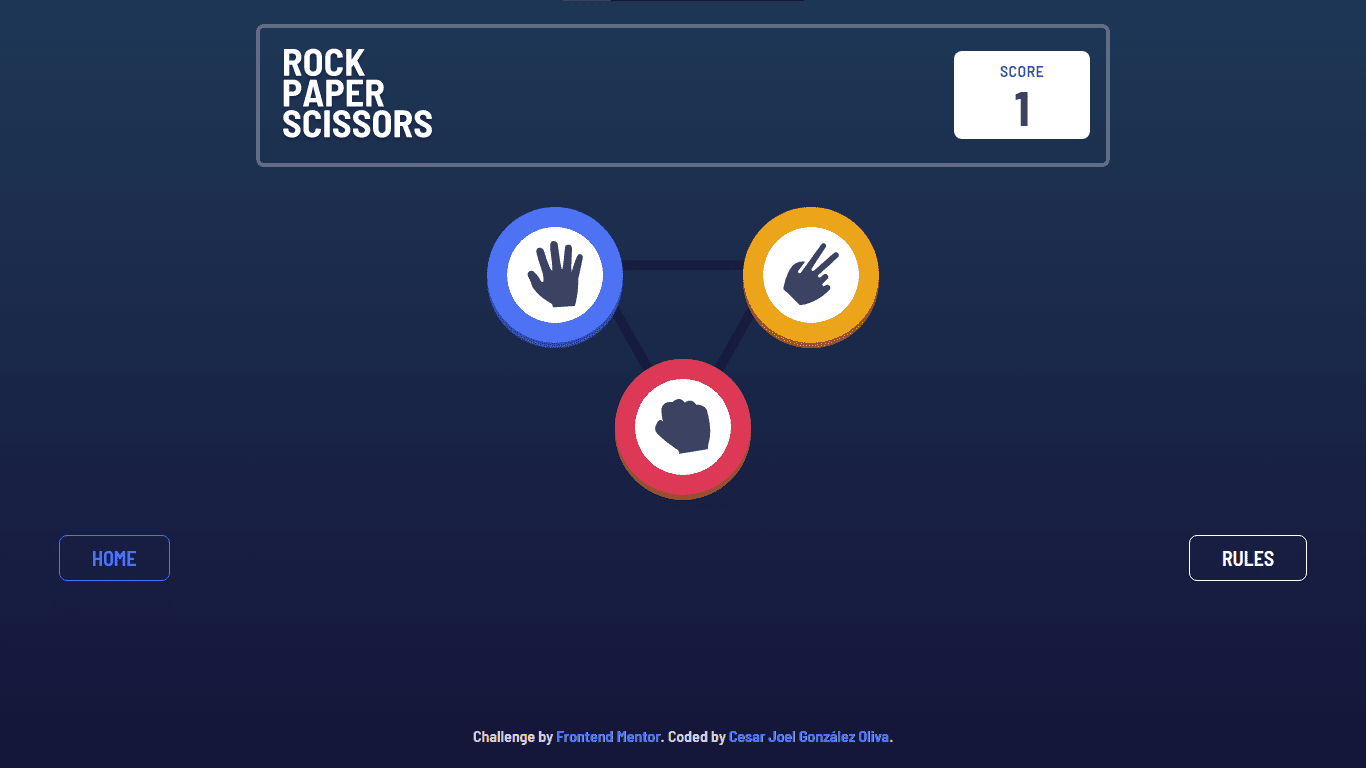 ROCK
PAPER
SCISSORS
SCORE
1
HOME
RULES
Challenge by Frontend Mentor. Coded by Cesar Joel González Oliva.